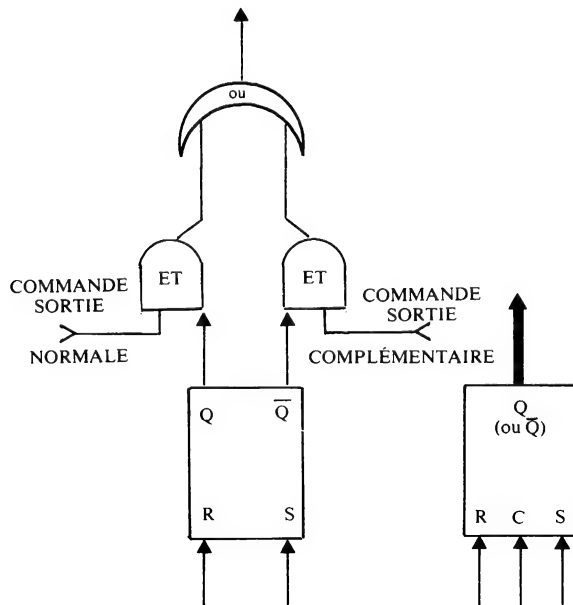 ou
ET
ET
COMMANDE
SORTIE
NORMALE
COMMANDE
SORTIE
COMPLÉMENTAIRE
Q Q̅
R S
Q
(ou Q̅)
R C S